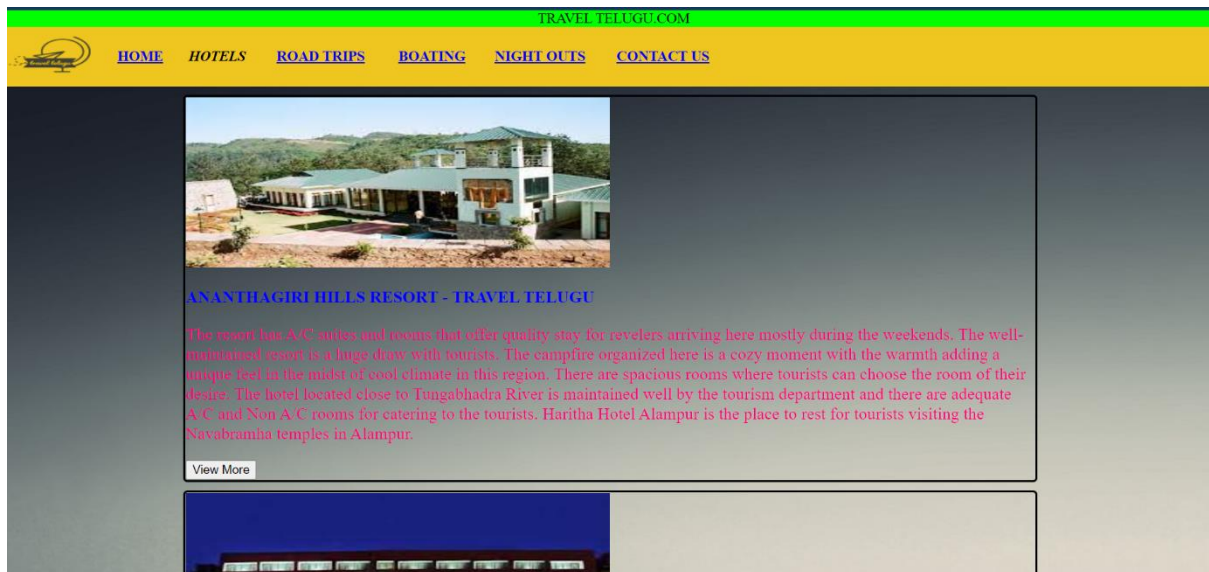 TRAVEL TELUGU.COM
HOME HOTELS ROAD TRIPS BOATING NIGHT OUTS CONTACT US
ANANTHAGIRI HILLS RESORT - TRAVEL TELUGU
The resort has A/C suites and rooms that offer quality stay for revelers arriving here mostly during the weekends. The well-
maintained resort is a huge draw with tourists. The campfire organized here is a cozy moment with the warmth adding a
unique feel in the midst of cool climate in this region. There are spacious rooms where tourists can choose the room of their
desire. The hotel located close to Tungabhadra River is maintained well by the tourism department and there are adequate
A/C and Non A/C rooms for catering to the tourists. Haritha Hotel Alampur is the place to rest for tourists visiting the
Navabramha temples in Alampur.
View More